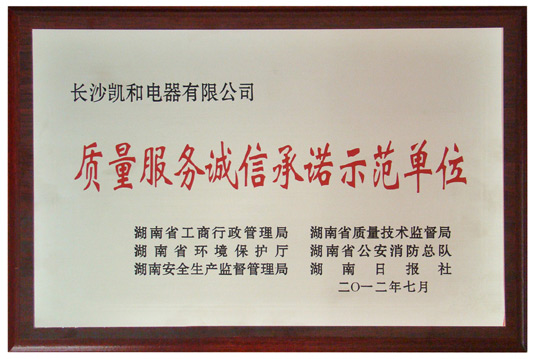 长沙凯和电器有限公司
质量服务诚信承诺示范单位
湖南省工商行政管理局 湖南省质量技术监督局
湖南省环境保护厅 湖南省公安消防总队
湖南安全生产监督管理局 湖南日报社
二〇一二年七月